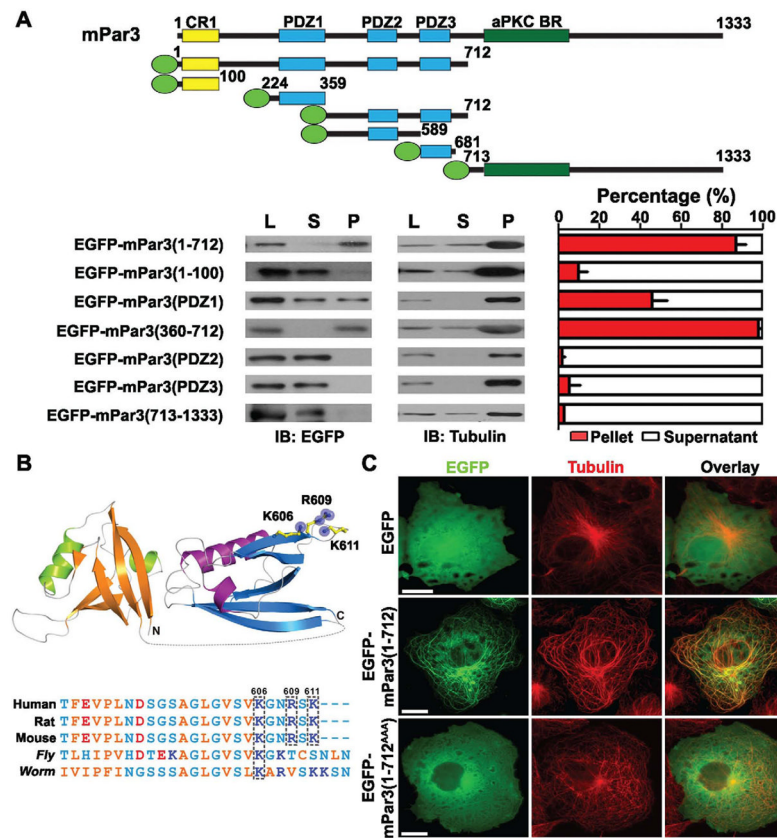 A
mPar3
1 CR1 PDZ1 PDZ2 PDZ3 aPKC BR 1333
1 712
100 224 359
712
589
681
713 1333
L S P L S P Percentage (%)
0 20 40 60 80 100
EGFP-mPar3(1-712)
EGFP-mPar3(1-100)
EGFP-mPar3(PDZ1)
EGFP-mPar3(360-712)
EGFP-mPar3(PDZ2)
EGFP-mPar3(PDZ3)
EGFP-mPar3(713-1333)
IB: EGFP IB: Tubulin Pellet Supernatant
B
R609
K606
K611
N
C
606 609 611
Human TFEVPLNDSGSAGLGVSVKGNRSK----
Rat TFEVPLNDSGSAGLGVSVKGNRSK----
Mouse TFEVPLNDSGSAGLGVSVKGNRSK----
Fly TLHIPVHDTEKAGLGVSVKGKTCSNLN
Worm IVIPFINGSSSAGLGVSLKARVSKKSN
C
EGFP Tubulin Overlay
EGFP
EGFP-mPar3(1-712)
EGFP-mPar3(1-712AAA)